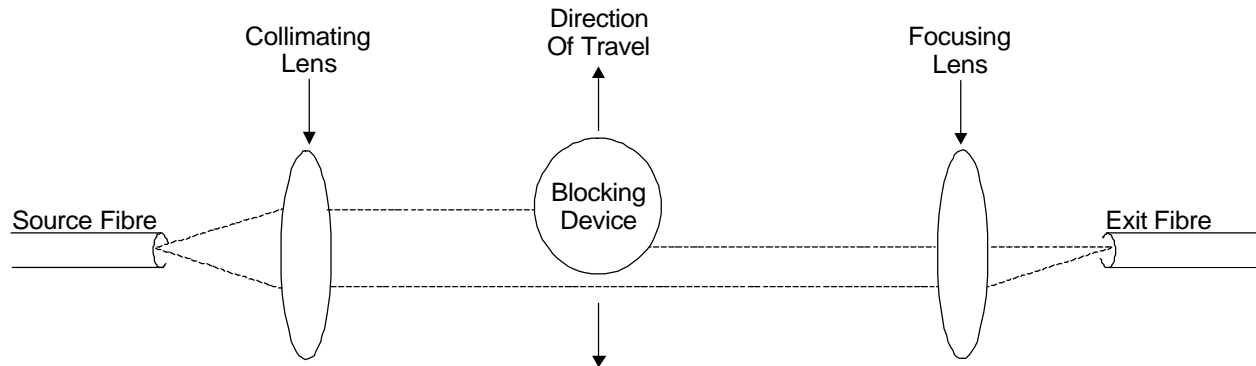 Direction
Of Travel
Collimating
Lens
Focusing
Lens
Blocking
Device
Source Fibre
Exit Fibre